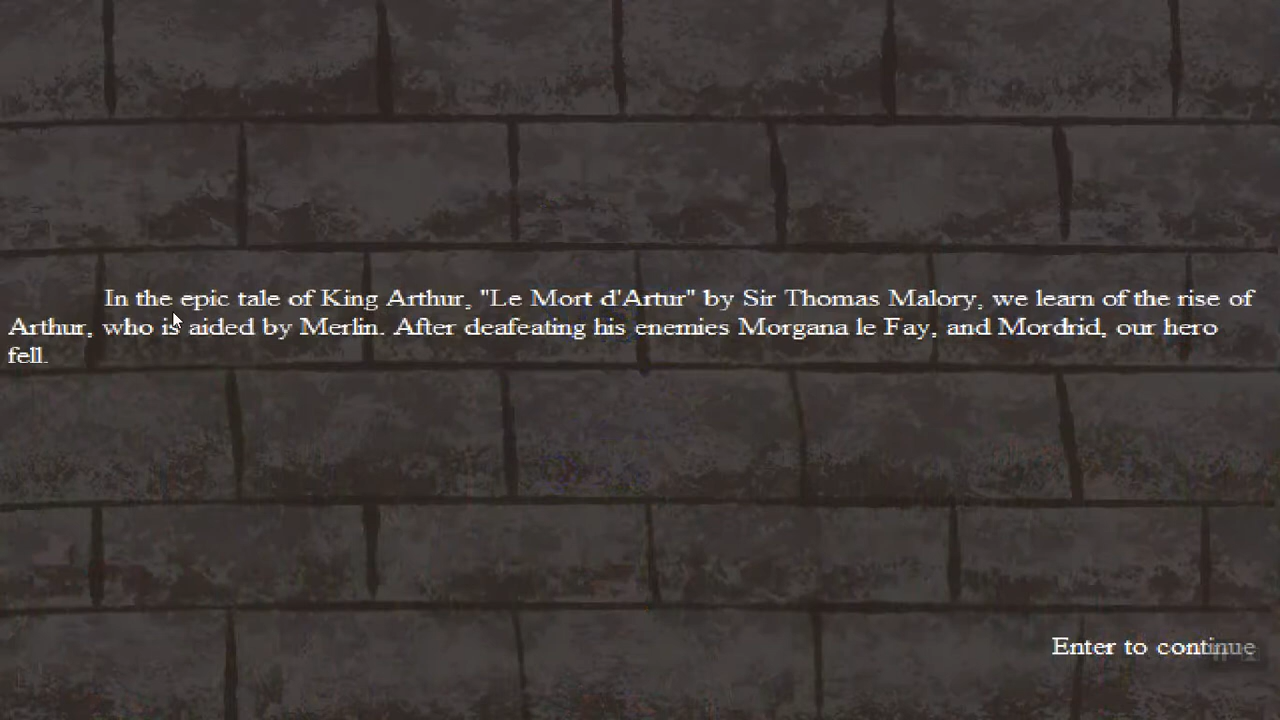 In the epic tale of King Arthur, "Le Mort d'Artur" by Sir Thomas Malory, we learn of the rise of
Arthur, who is aided by Merlin. After deafeating his enemies Morgana le Fay, and Mordrid, our hero
fell.
Enter to continue